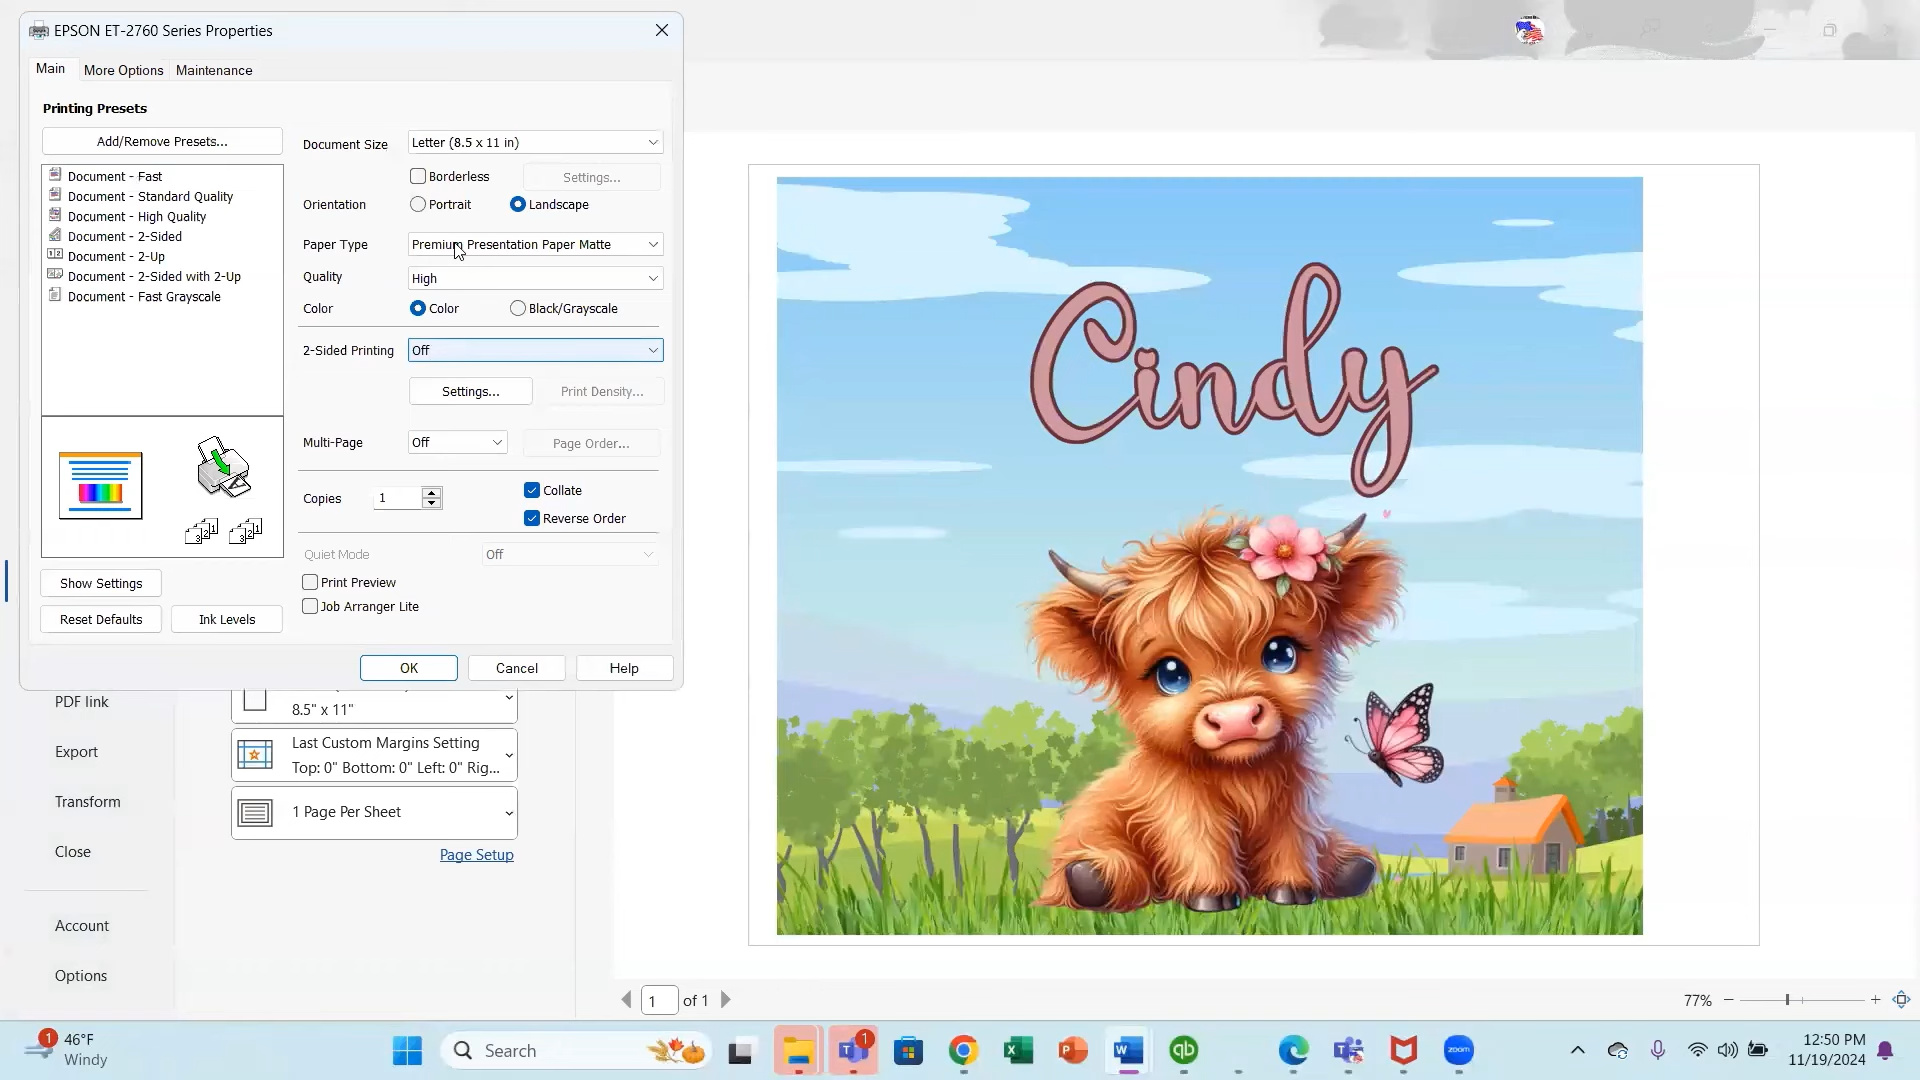 EPSON ET-2760 Series Properties
Main
More Options
Maintenance
Printing Presets
Add/Remove Presets...
Document - Fast
Document - Standard Quality
Document - High Quality
Document - 2-Sided
Document - 2-Up
Document - 2-Sided with 2-Up
Document - Fast Grayscale
Show Settings
Reset Defaults
Ink Levels
Document Size
Letter (8.5 x 11 in)
Borderless
Settings...
Orientation
Portrait
Landscape
Paper Type
Premium Presentation Paper Matte
Quality
High
Color
Color
Black/Grayscale
2-Sided Printing
Off
Settings...
Print Density...
Multi-Page
Off
Page Order...
Copies
1
Collate
Reverse Order
Quiet Mode
Off
Print Preview
Job Arranger Lite
OK
Cancel
Help
PDF link
Export
Transform
Close
Account
Options
8.5" x 11"
Last Custom Margins Setting
Top: 0" Bottom: 0" Left: 0" Rig...
1 Page Per Sheet
Page Setup
Cindy
1 of 1
77%
1
46°F
Windy
Search
1
zoom
12:50 PM
11/19/2024